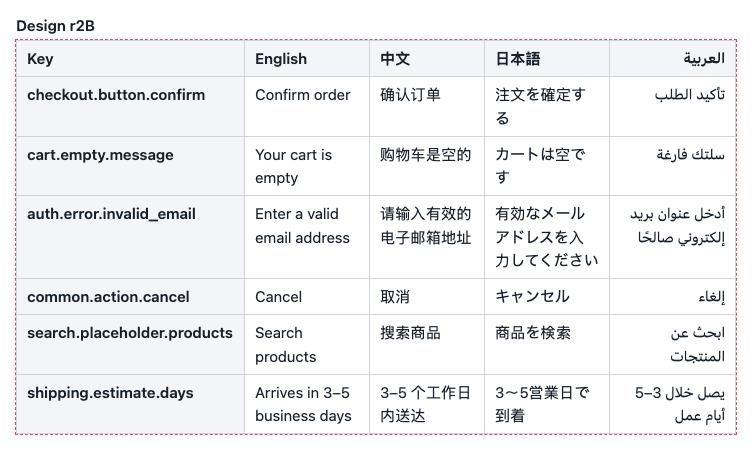 Design r2B
Key
English
中文
日本語
العربية
checkout.button.confirm
Confirm order
确认订单
注文を確定す
る
تأكيد الطلب
cart.empty.message
Your cart is
empty
购物车是空的
カートは空で
す
سلتك فارغة
auth.error.invalid_email
Enter a valid
email address
请输入有效的
电子邮箱地址
有効なメール
アドレスを入
力してください
أدخل عنوان بريد
إلكتروني صالحًا
common.action.cancel
Cancel
取消
キャンセル
إلغاء
search.placeholder.products
Search
products
搜索商品
商品を検索
ابحث عن
المنتجات
shipping.estimate.days
Arrives in 3–5
business days
3–5 个工作日
内送达
3〜5営業日で
到着
يصل خلال 3–5
أيام عمل